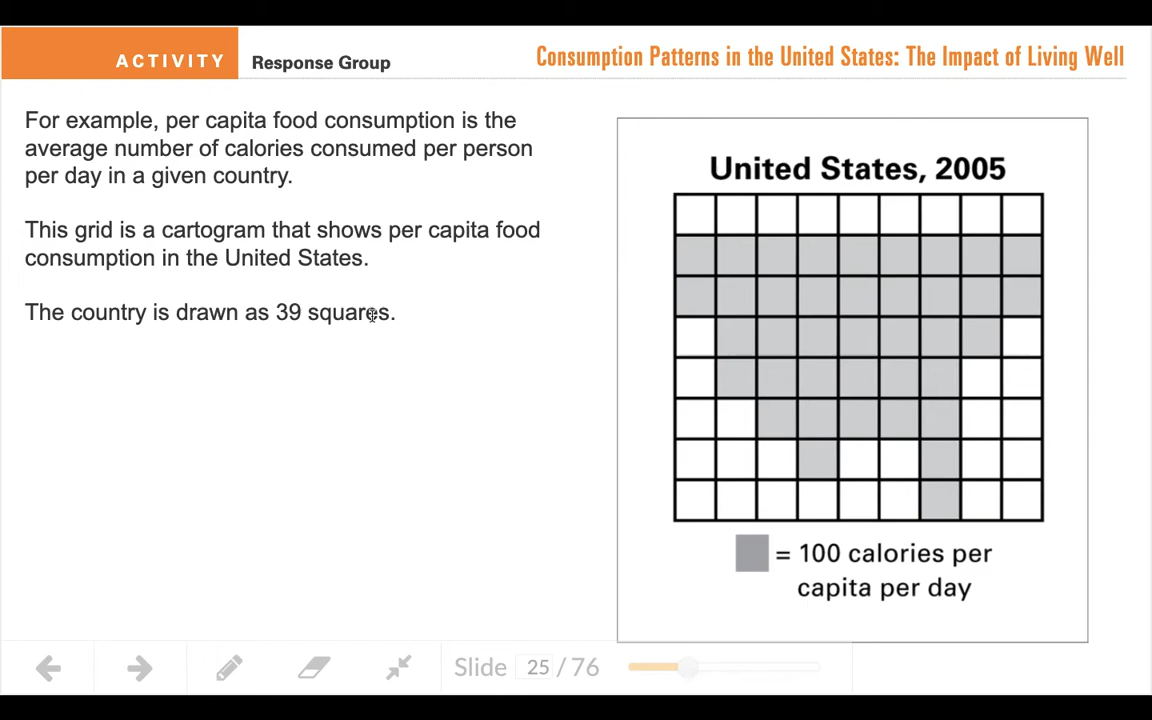 ACTIVITY
Response Group
Consumption Patterns in the United States: The Impact of Living Well
For example, per capita food consumption is the
average number of calories consumed per person
per day in a given country.
This grid is a cartogram that shows per capita food
consumption in the United States.
The country is drawn as 39 squares.
United States, 2005
= 100 calories per
capita per day
Slide 25 / 76